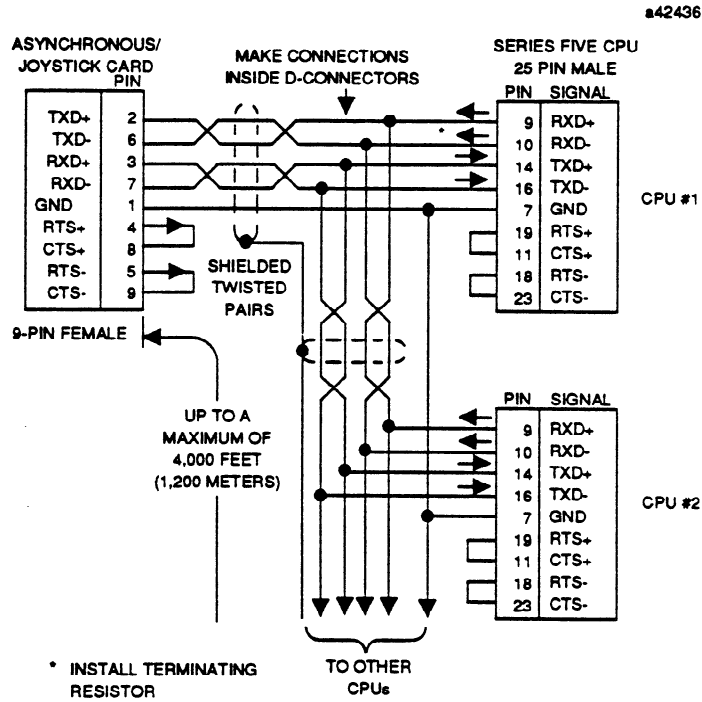 a42436
ASYNCHRONOUS/
JOYSTICK CARD
PIN
TXD+ 2
TXD- 6
RXD+ 3
RXD- 7
GND 1
RTS+ 4
CTS+ 8
RTS- 5
CTS- 9
9-PIN FEMALE
MAKE CONNECTIONS
INSIDE D-CONNECTORS
SHIELDED
TWISTED
PAIRS
SERIES FIVE CPU
25 PIN MALE
PIN SIGNAL
*
9 RXD+
10 RXD-
14 TXD+
16 TXD-
7 GND
19 RTS+
11 CTS+
18 RTS-
23 CTS-
CPU #1
UP TO A
MAXIMUM OF
4,000 FEET
(1,200 METERS)
PIN SIGNAL
9 RXD+
10 RXD-
14 TXD+
16 TXD-
7 GND
19 RTS+
11 CTS+
18 RTS-
23 CTS-
CPU #2
TO OTHER
CPUs
* INSTALL TERMINATING
RESISTOR